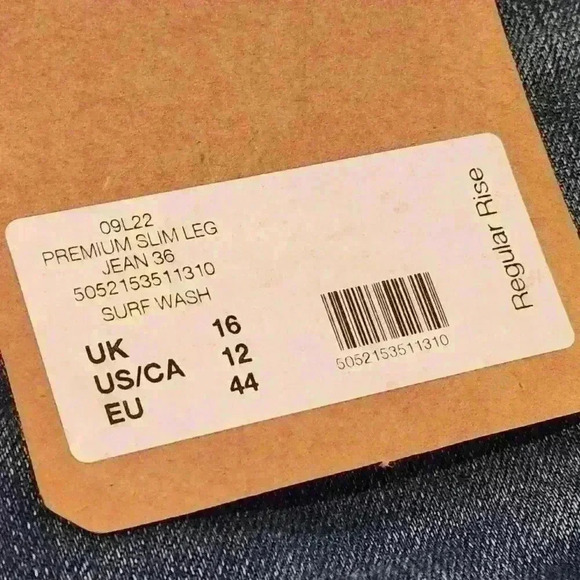 09L22
PREMIUM SLIM LEG
JEAN 36
5052153511310
SURF WASH
UK 16
US/CA 12
EU 44
5052153511310
Regular Rise